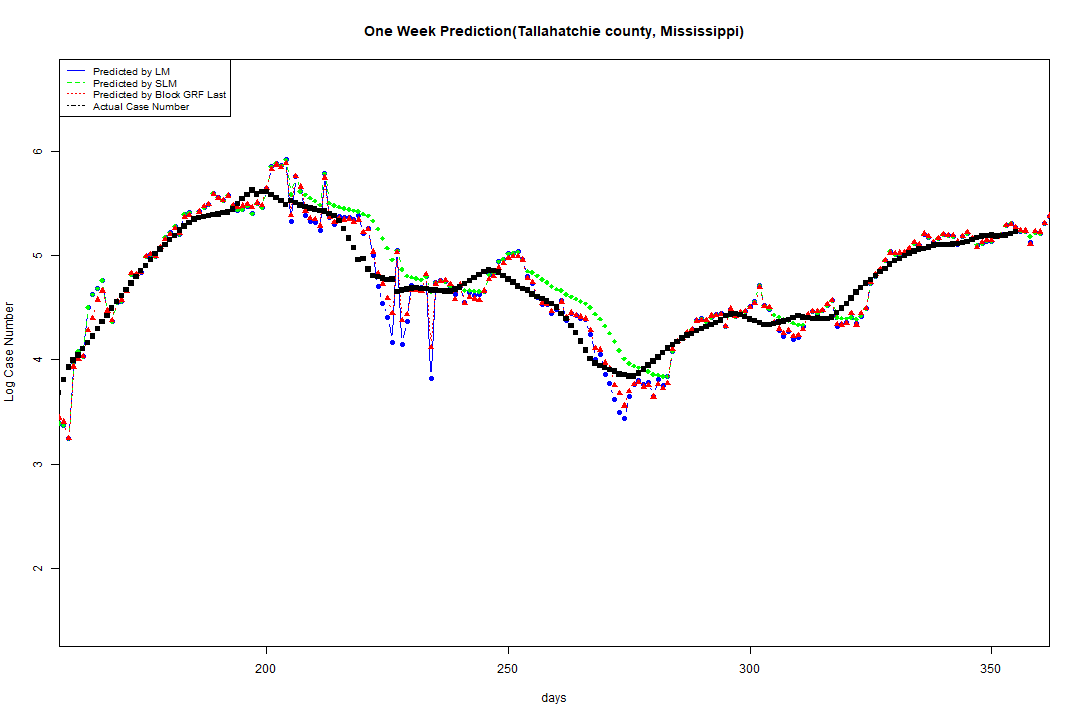 One Week Prediction(Tallahatchie county, Mississippi)
Predicted by LM
Predicted by SLM
Predicted by Block GRF Last
Actual Case Number
6
5
4
3
2
Log Case Number
200
250
300
350
days